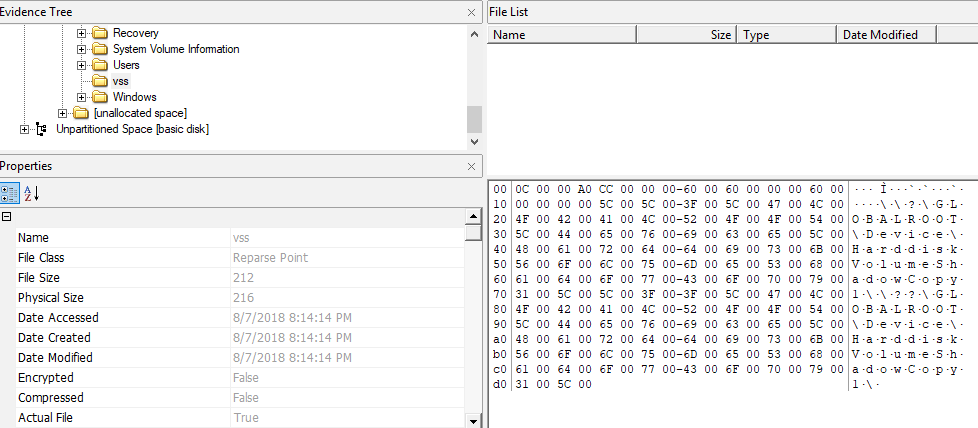 Evidence Tree
Recovery
System Volume Information
Users
vss
Windows
[unallocated space]
Unpartitioned Space [basic disk]
Properties
Name vss
File Class Reparse Point
File Size 212
Physical Size 216
Date Accessed 8/7/2018 8:14:14 PM
Date Created 8/7/2018 8:14:14 PM
Date Modified 8/7/2018 8:14:14 PM
Encrypted False
Compressed False
Actual File True
File List
Name Size Type Date Modified
00 0C 00 00 A0 CC 00 00 00-60 00 60 00 00 00 60 00 ··· Ì···`·`···`·
10 00 00 00 00 5C 00 5C 00-3F 00 5C 00 47 00 4C 00 ····\·\·?·\·G·L·
20 4F 00 42 00 41 00 4C 00-52 00 4F 00 4F 00 54 00 O·B·A·L·R·O·O·T·
30 5C 00 44 00 65 00 76 00-69 00 63 00 65 00 5C 00 \·D·e·v·i·c·e·\·
40 48 00 61 00 72 00 64 00-64 00 69 00 73 00 6B 00 H·a·r·d·d·i·s·k·
50 56 00 6F 00 6C 00 75 00-6D 00 65 00 53 00 68 00 V·o·l·u·m·e·S·h·
60 61 00 64 00 6F 00 77 00-43 00 6F 00 70 00 79 00 a·d·o·w·C·o·p·y·
70 31 00 5C 00 5C 00 3F 00-3F 00 5C 00 47 00 4C 00 1·\·\·?·?·\·G·L·
80 4F 00 42 00 41 00 4C 00-52 00 4F 00 4F 00 54 00 O·B·A·L·R·O·O·T·
90 5C 00 44 00 65 00 76 00-69 00 63 00 65 00 5C 00 \·D·e·v·i·c·e·\·
a0 48 00 61 00 72 00 64 00-64 00 69 00 73 00 6B 00 H·a·r·d·d·i·s·k·
b0 56 00 6F 00 6C 00 75 00-6D 00 65 00 53 00 68 00 V·o·l·u·m·e·S·h·
c0 61 00 64 00 6F 00 77 00-43 00 6F 00 70 00 79 00 a·d·o·w·C·o·p·y·
d0 31 00 5C 00 1·\·